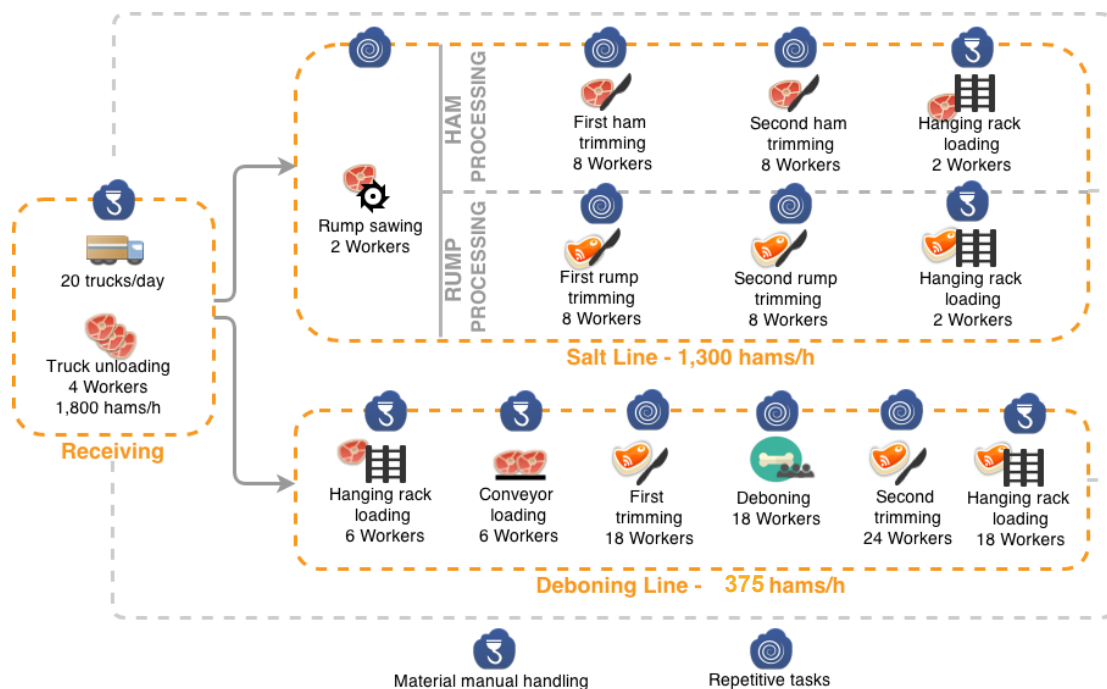 20 trucks/day
Truck unloading
4 Workers
1,800 hams/h
Receiving
Rump sawing
2 Workers
HAM
PROCESSING
First ham
trimming
8 Workers
Second ham
trimming
8 Workers
Hanging rack
loading
2 Workers
RUMP
PROCESSING
First rump
trimming
8 Workers
Second rump
trimming
8 Workers
Hanging rack
loading
2 Workers
Salt Line - 1,300 hams/h
Hanging rack
loading
6 Workers
Conveyor
loading
6 Workers
First
trimming
18 Workers
Deboning
18 Workers
Second
trimming
24 Workers
Hanging rack
loading
18 Workers
Deboning Line - 375 hams/h
Material manual handling
Repetitive tasks